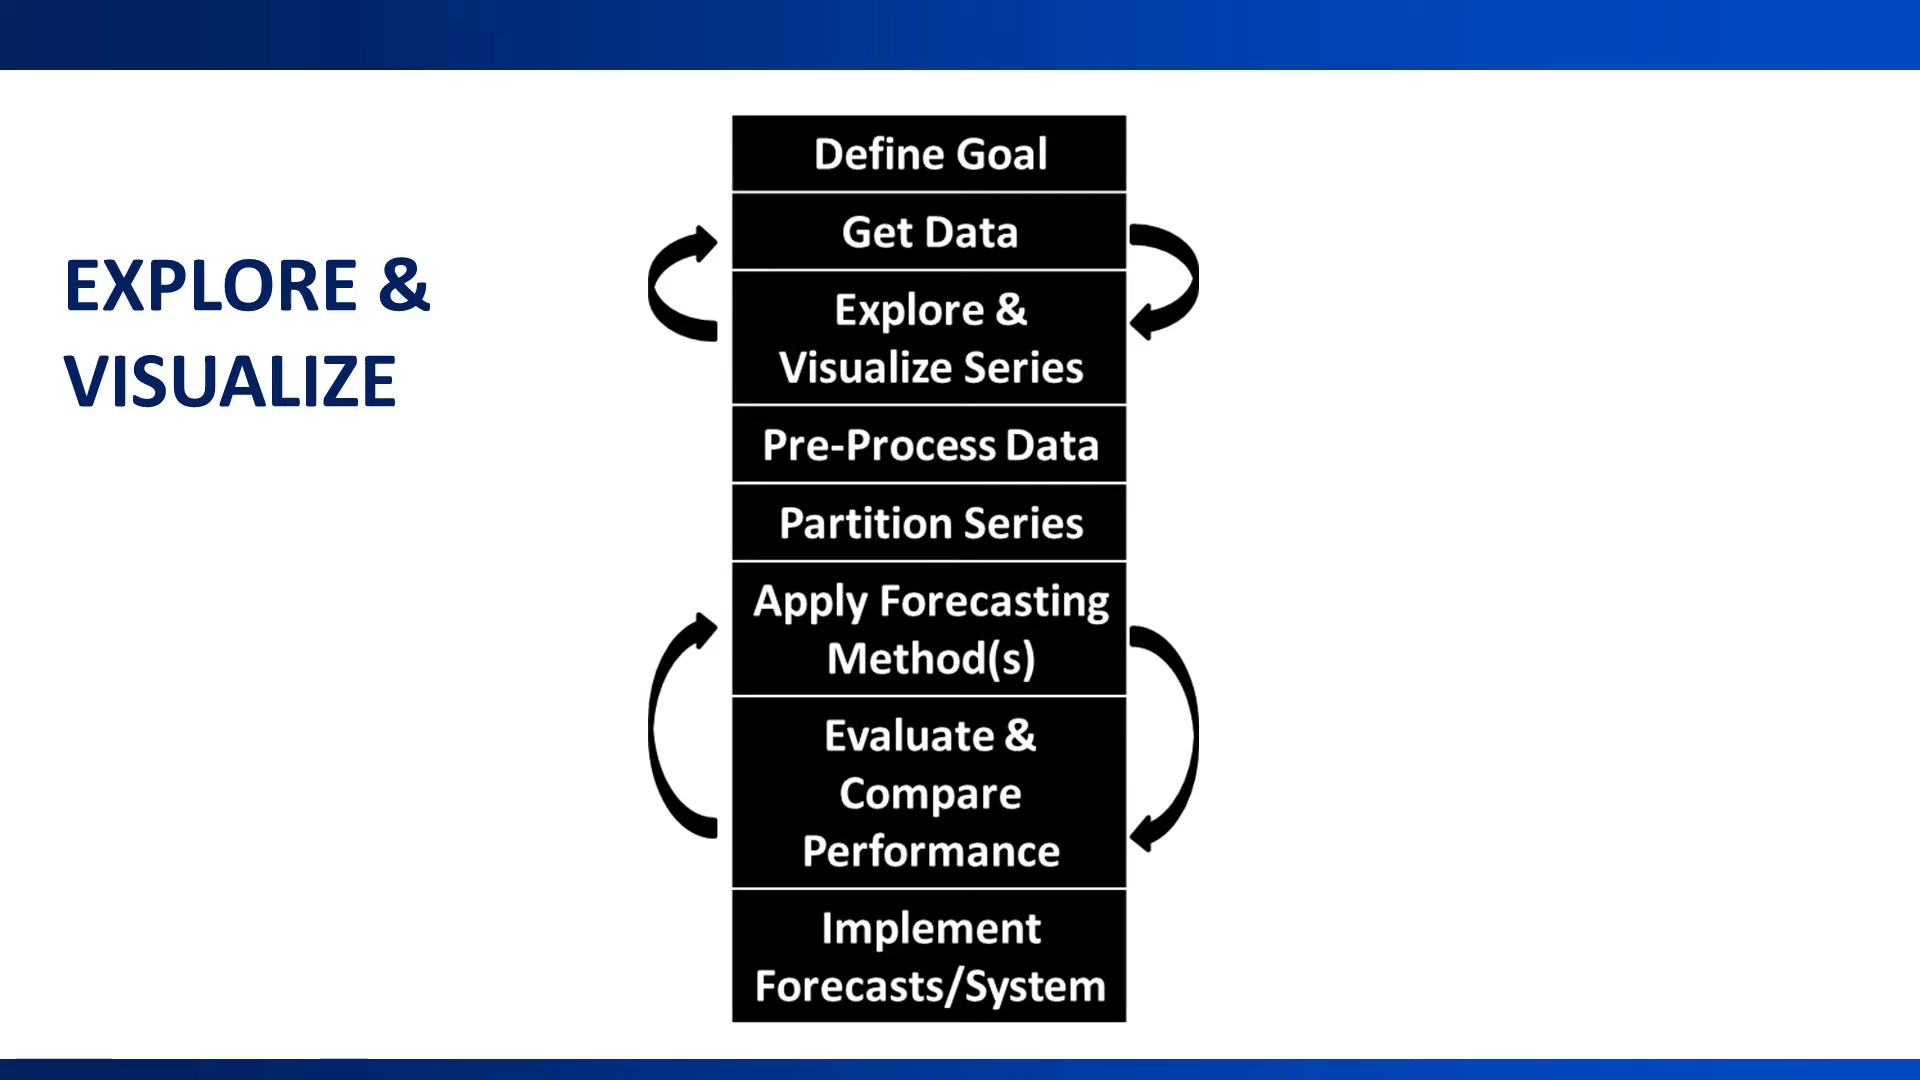 EXPLORE &
VISUALIZE
Define Goal
Get Data
Explore &
Visualize Series
Pre-Process Data
Partition Series
Apply Forecasting
Method(s)
Evaluate &
Compare
Performance
Implement
Forecasts/System